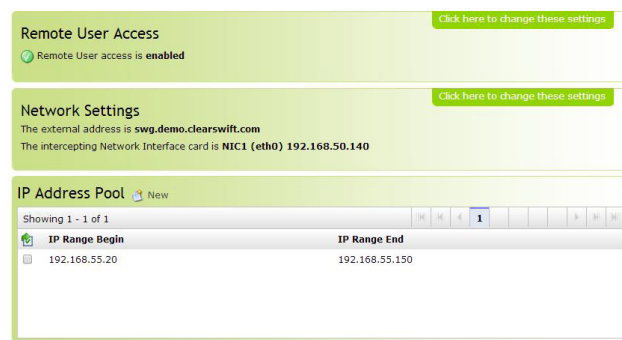 Click here to change these settings
Remote User Access
Remote User access is enabled
Click here to change these settings
Network Settings
The external address is swg.demo.clearswift.com
The intercepting Network Interface card is NIC1 (eth0) 192.168.50.140
IP Address Pool New
Showing 1 - 1 of 1 1
IP Range Begin IP Range End
192.168.55.20 192.168.55.150